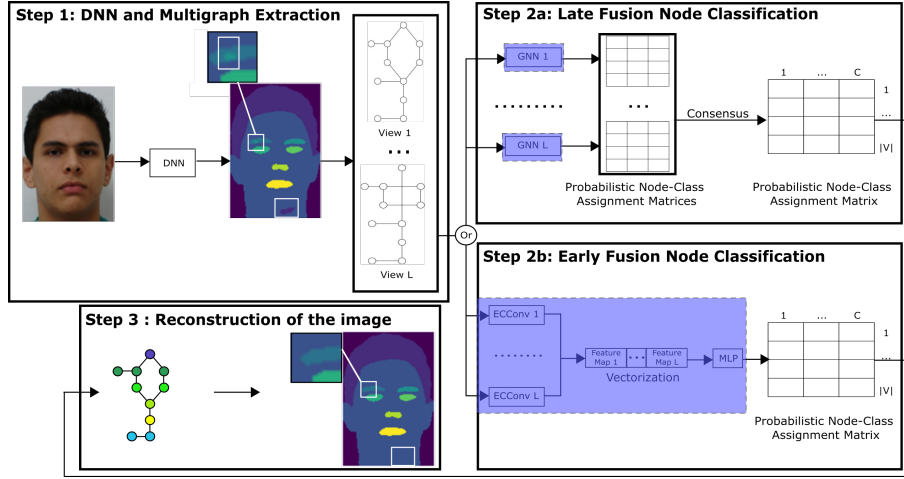 Step 1: DNN and Multigraph Extraction
DNN
View 1
...
View L
Or
Step 2a: Late Fusion Node Classification
GNN 1
.........
GNN L
...
Probabilistic Node-Class
Assignment Matrices
Consensus
1 ... C
1
...
|V|
Probabilistic Node-Class
Assignment Matrix
Step 2b: Early Fusion Node Classification
ECConv 1
........
ECConv L
Feature
Map 1
...
Feature
Map L
Vectorization
MLP
1 ... C
1
...
|V|
Probabilistic Node-Class
Assignment Matrix
Step 3 : Reconstruction of the image